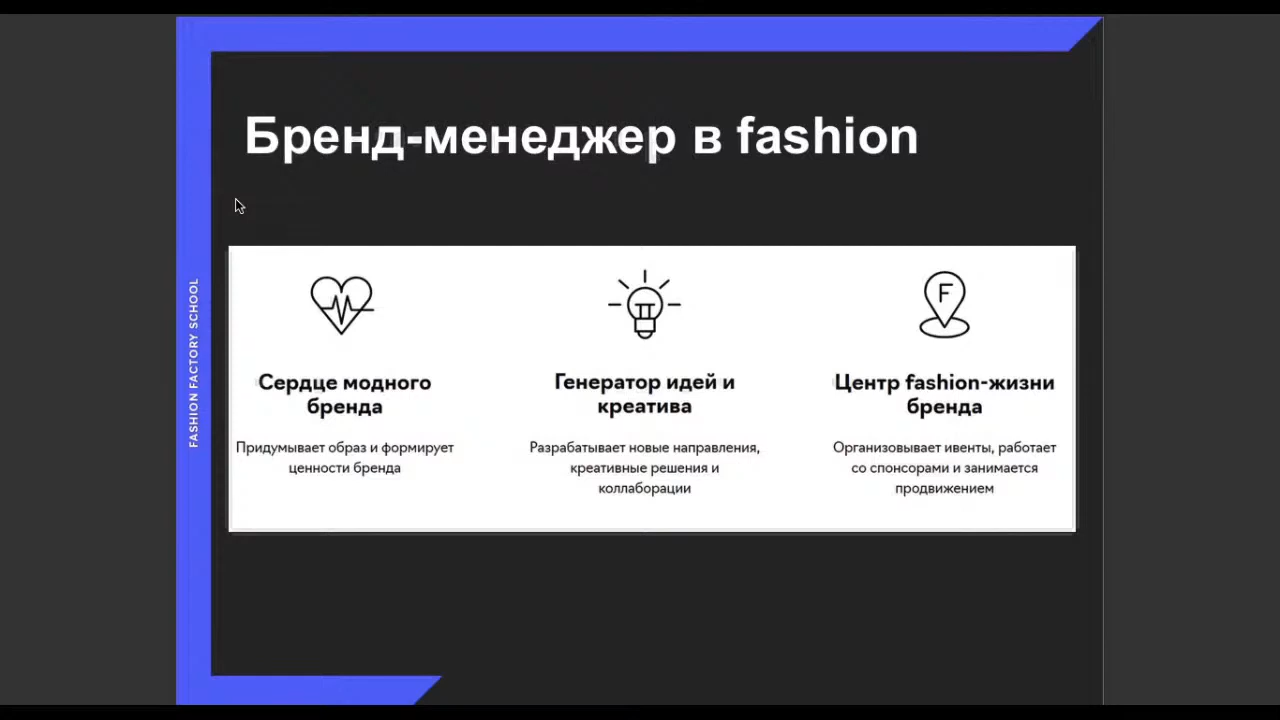 Бренд-менеджер в fashion
FASHION FACTORY SCHOOL
F
Сердце модного
бренда
Придумывает образ и формирует
ценности бренда
Генератор идей и
креатива
Разрабатывает новые направления,
креативные решения и
коллаборации
Центр fashion-жизни
бренда
Организовывает ивенты, работает
со спонсорами и занимается
продвижением